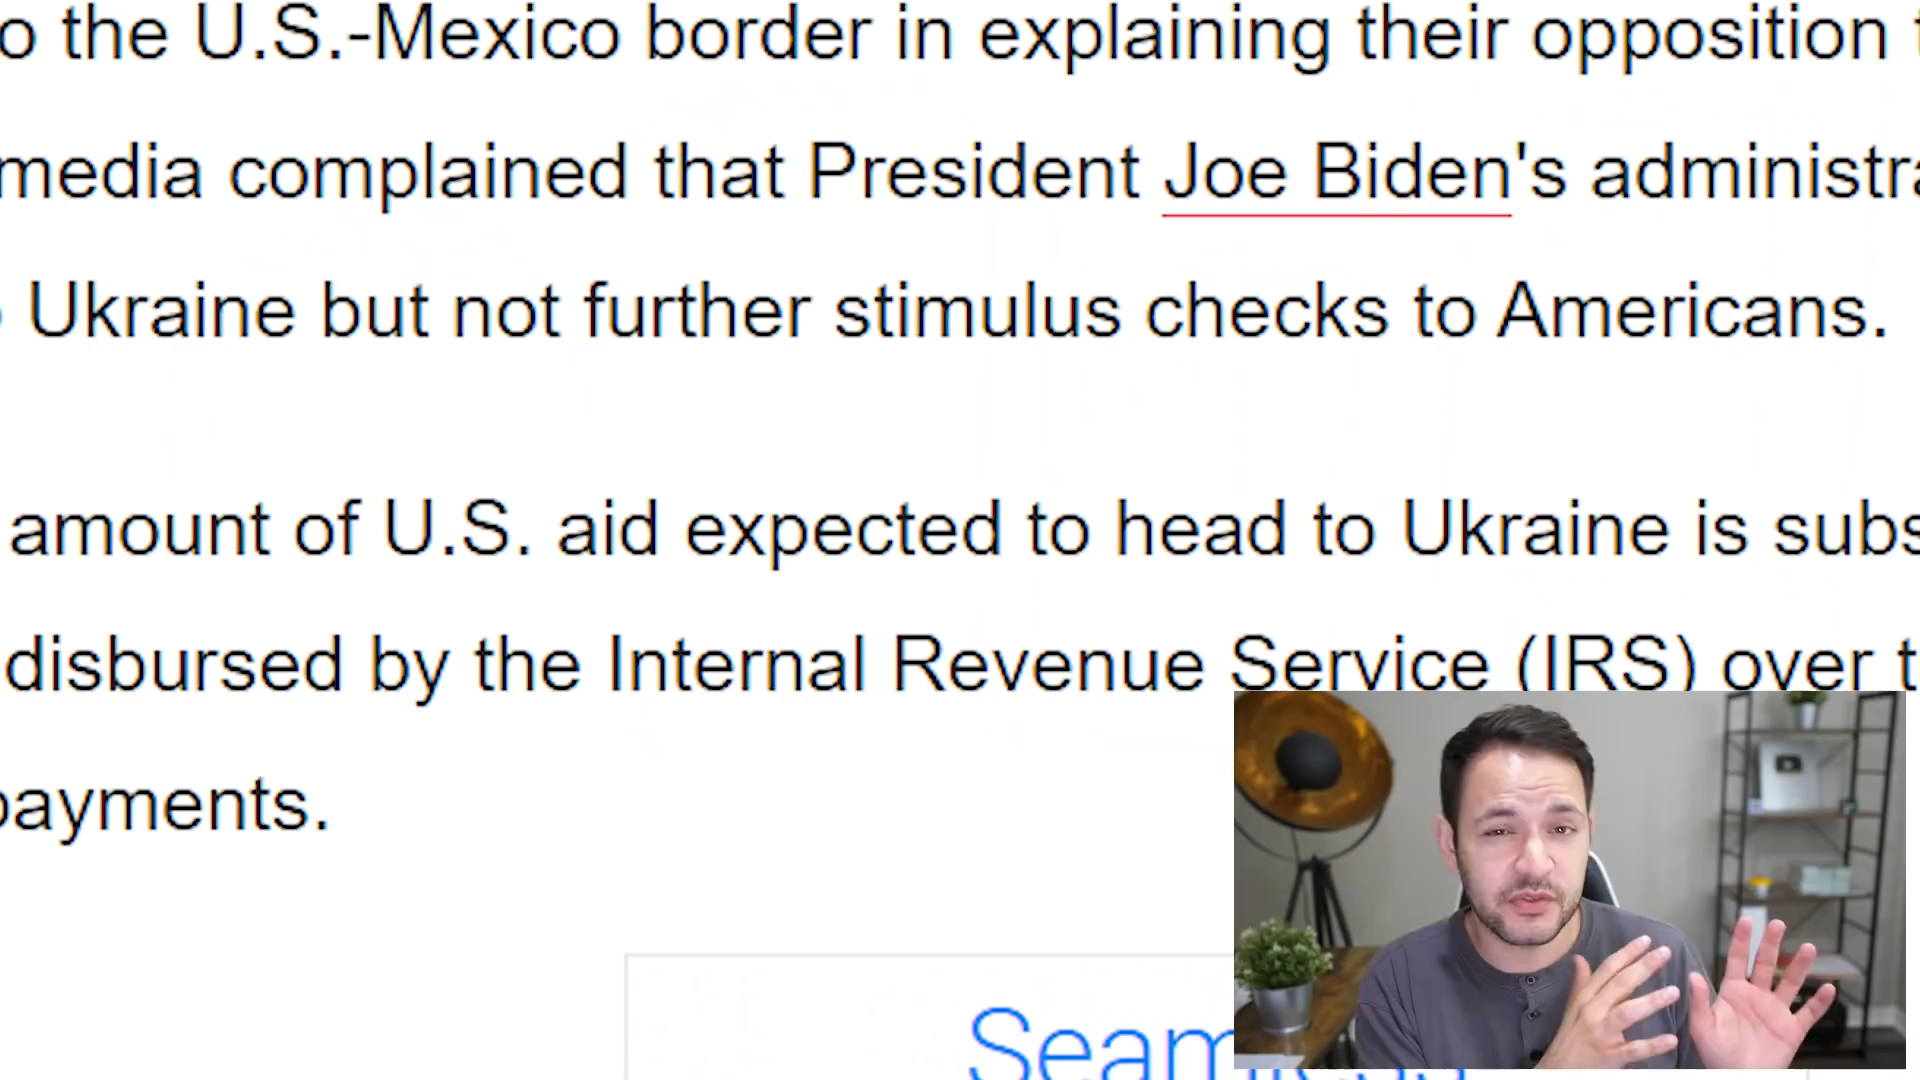 o the U.S.-Mexico border in explaining their opposition
media complained that President Joe Biden's administra
Ukraine but not further stimulus checks to Americans.
amount of U.S. aid expected to head to Ukraine is subs
disbursed by the Internal Revenue Service (IRS) over t
payments.